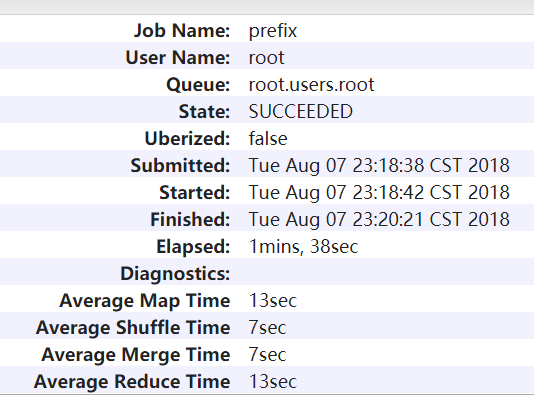 Job Name: prefix
User Name: root
Queue: root.users.root
State: SUCCEEDED
Uberized: false
Submitted: Tue Aug 07 23:18:38 CST 2018
Started: Tue Aug 07 23:18:42 CST 2018
Finished: Tue Aug 07 23:20:21 CST 2018
Elapsed: 1mins, 38sec
Diagnostics:
Average Map Time 13sec
Average Shuffle Time 7sec
Average Merge Time 7sec
Average Reduce Time 13sec